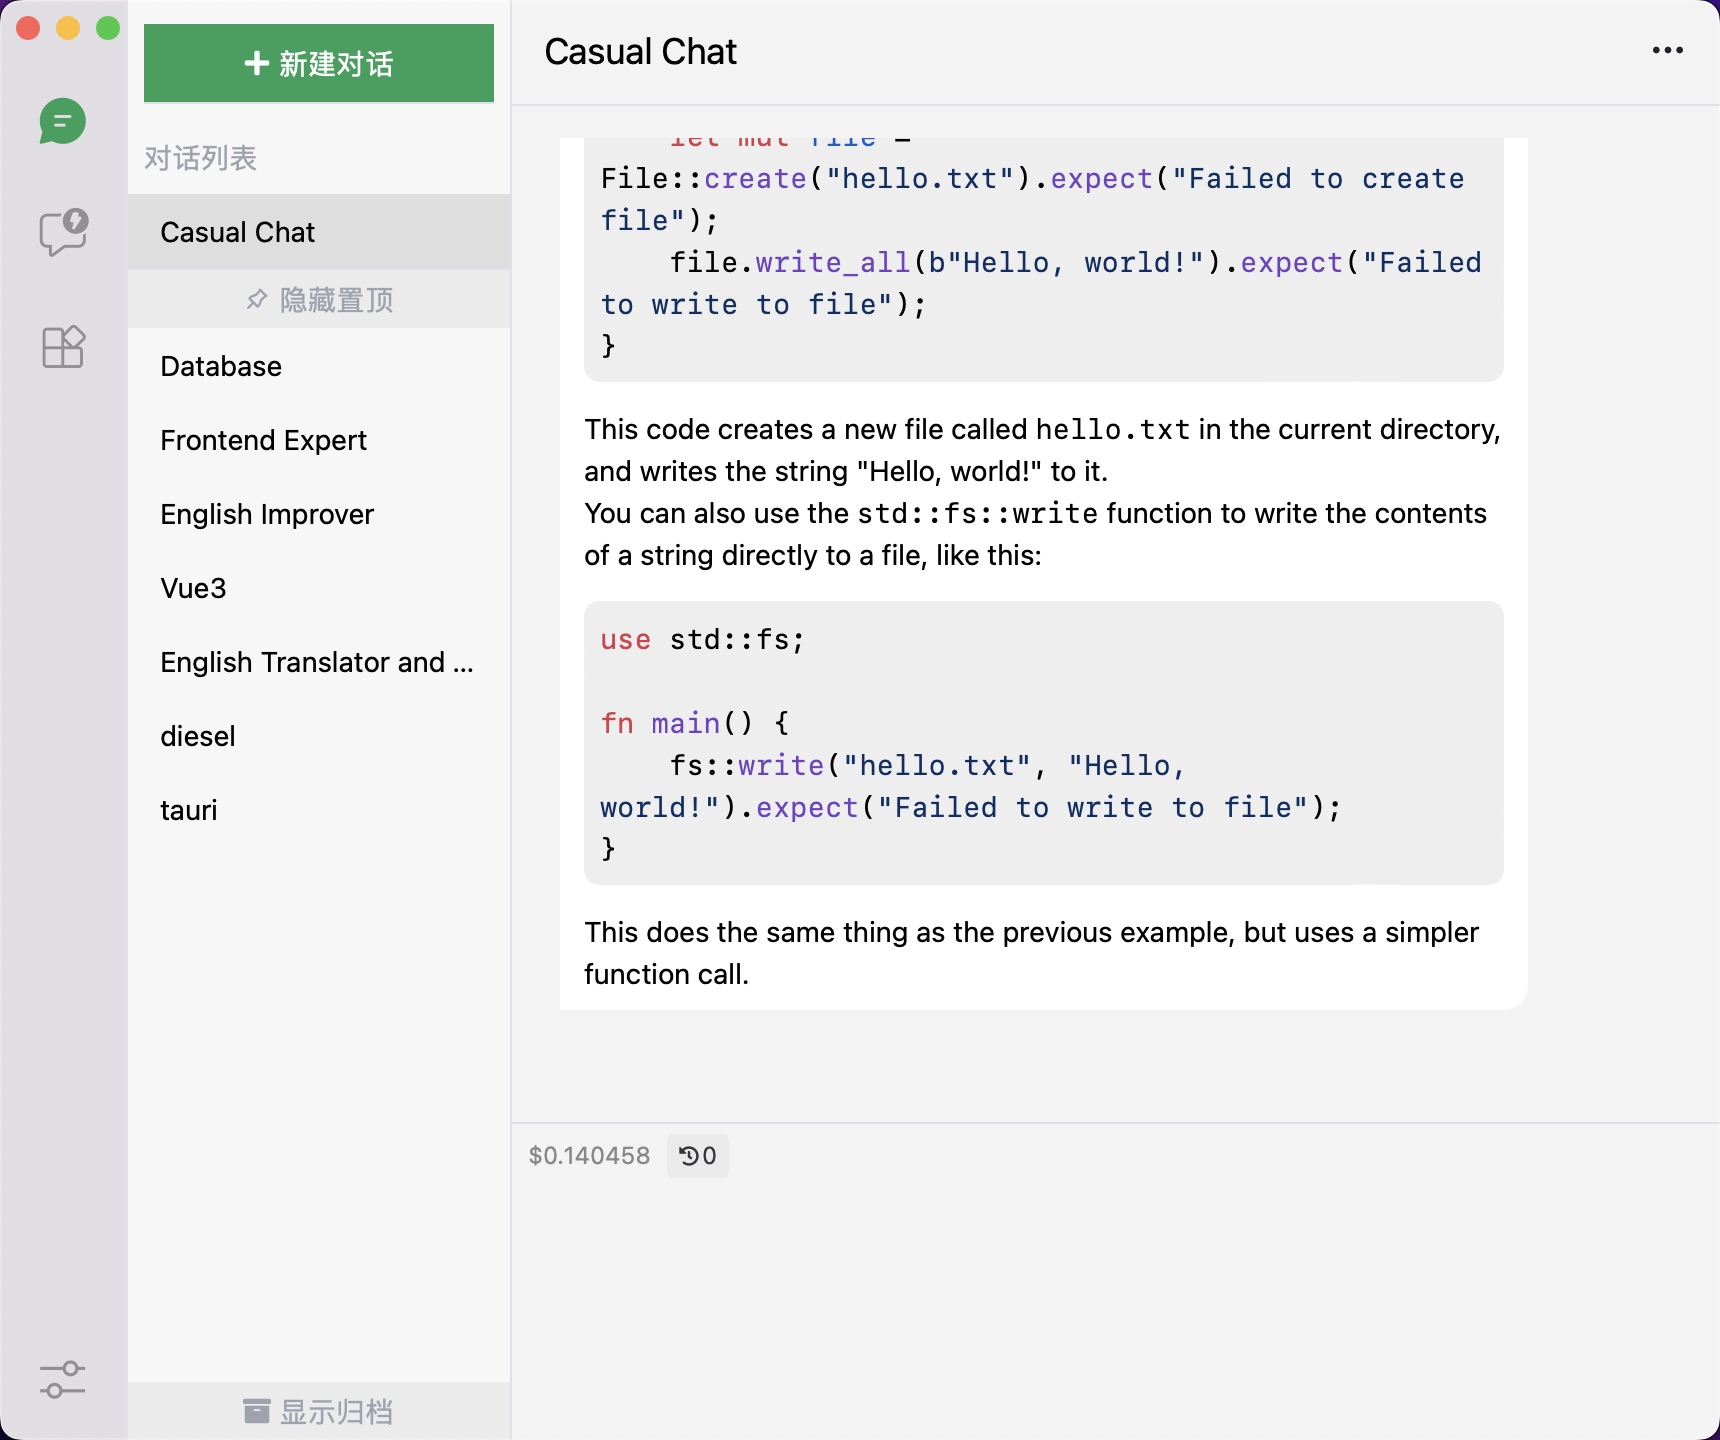 新建对话
对话列表
Casual Chat
隐藏置顶
Database
Frontend Expert
English Improver
Vue3
English Translator and ...
diesel
tauri
显示归档
Casual Chat
let mut file =
File::create("hello.txt").expect("Failed to create
file");
file.write_all(b"Hello, world!").expect("Failed
to write to file");
}
This code creates a new file called hello.txt in the current directory,
and writes the string "Hello, world!" to it.
You can also use the std::fs::write function to write the contents
of a string directly to a file, like this:
use std::fs;
fn main() {
fs::write("hello.txt", "Hello,
world!").expect("Failed to write to file");
}
This does the same thing as the previous example, but uses a simpler
function call.
$0.140458 0